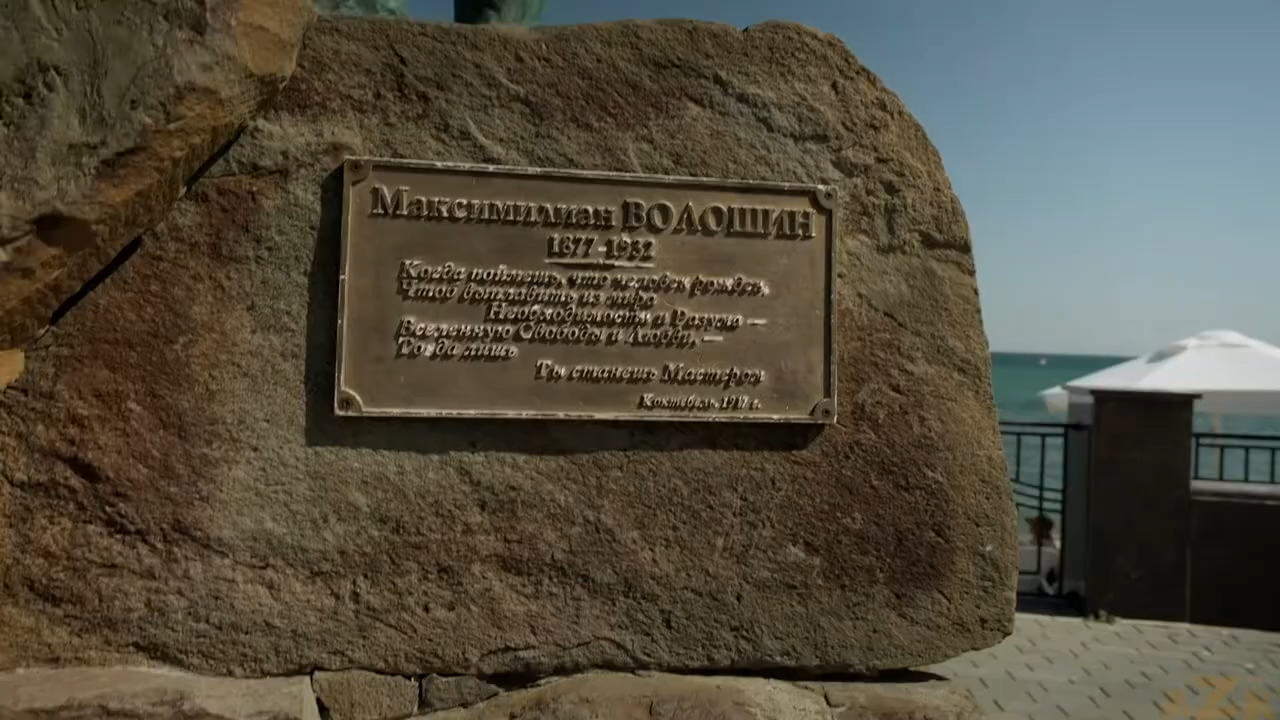 Максимилиан ВОЛОШИН
1877-1932
Когда поймешь, что человек рожден,
Чтоб выплавить из мира
Необходимости и Разума —
Вселенную Свободы и Любви, —
Тогда лишь
Ты станешь Мастером
Коктебель, 1917 г.